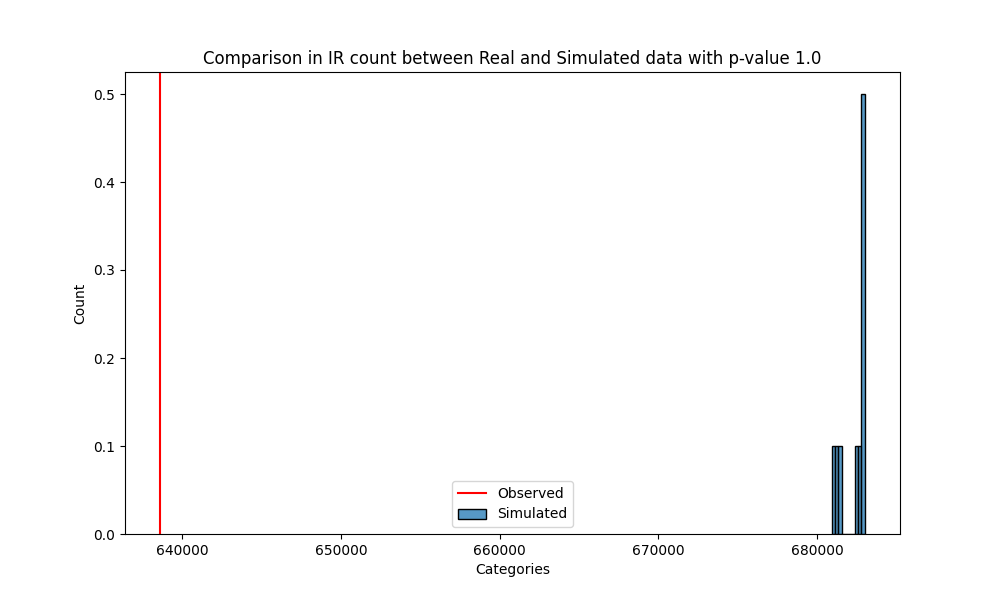 Comparison in IR count between Real and Simulated data with p-value 1.0
0.5
0.4
0.3
0.2
0.1
0.0
Count
Observed
Simulated
640000 650000 660000 670000 680000
Categories